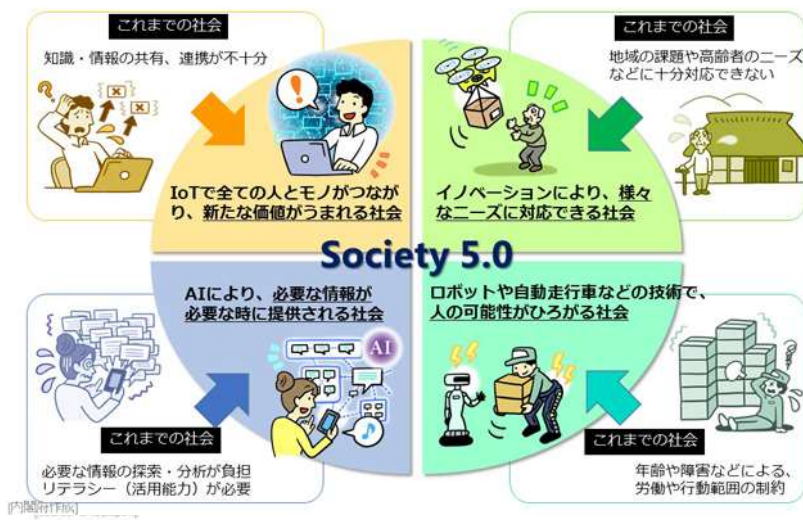 これまでの社会
知識・情報の共有、連携が不十分
IoTで全ての人とモノがつなが
り、新たな価値がうまれる社会
これまでの社会
地域の課題や高齢者のニーズ
などに十分対応できない
イノベーションにより、様々
なニーズに対応できる社会
Society 5.0
AIにより、必要な情報が
必要な時に提供される社会
AI
これまでの社会
必要な情報の探索・分析が負担
リテラシー（活用能力）が必要
ロボットや自動走行車などの技術で、
人の可能性がひろがる社会
これまでの社会
年齢や障害などによる、
労働や行動範囲の制約
[内閣府作成]